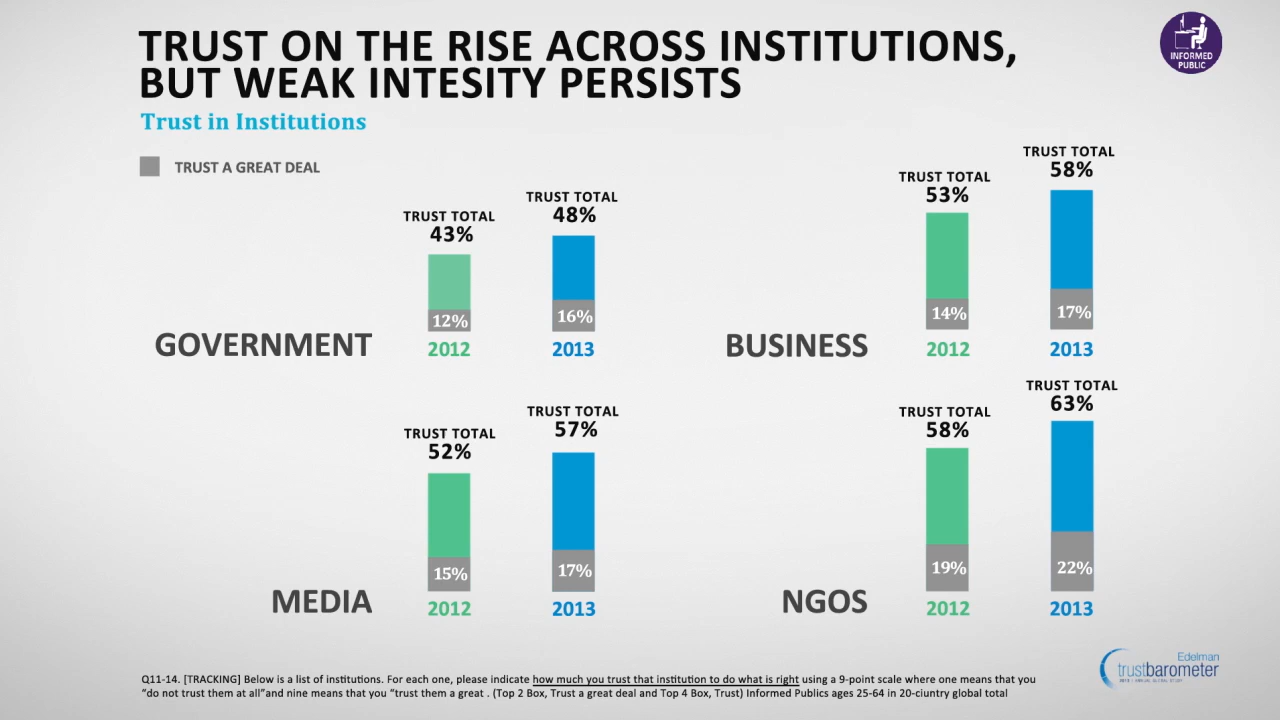 TRUST ON THE RISE ACROSS INSTITUTIONS,
BUT WEAK INTESITY PERSISTS
INFORMED
PUBLIC
Trust in Institutions
TRUST A GREAT DEAL
TRUST TOTAL
43%
12%
2012
TRUST TOTAL
48%
16%
2013
GOVERNMENT
TRUST TOTAL
53%
14%
2012
TRUST TOTAL
58%
17%
2013
BUSINESS
TRUST TOTAL
52%
15%
2012
TRUST TOTAL
57%
17%
2013
MEDIA
TRUST TOTAL
58%
19%
2012
TRUST TOTAL
63%
22%
2013
NGOS
Q11-14. [TRACKING] Below is a list of institutions. For each one, please indicate how much you trust that institution to do what is right using a 9-point scale where one means that you
“do not trust them at all”and nine means that you “trust them a great . (Top 2 Box, Trust a great deal and Top 4 Box, Trust) Informed Publics ages 25-64 in 20-ciuntry global total
Edelman
trustbarometer
2013 | ANNUAL GLOBAL STUDY